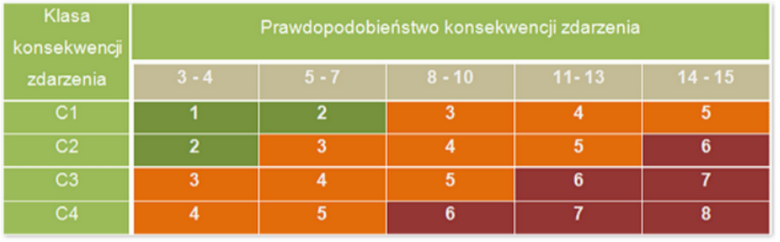 Klasa konsekwencji zdarzenia
Prawdopodobieństwo konsekwencji zdarzenia
3 - 4 5 - 7 8 - 10 11- 13 14 - 15
C1 1 2 3 4 5
C2 2 3 4 5 6
C3 3 4 5 6 7
C4 4 5 6 7 8